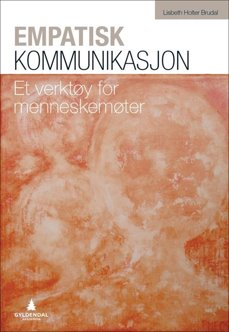 Lisbeth Holter Brudal
EMPATISK
KOMMUNIKASJON
Et verktøy for
menneskemøter
GYLDENDAL